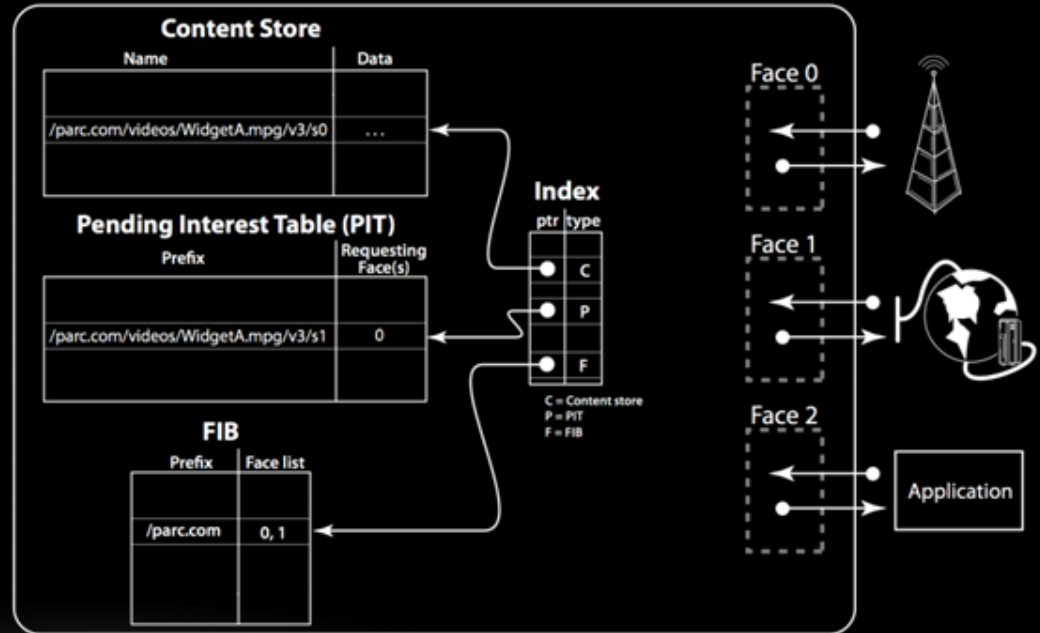 Content Store
Name Data
/parc.com/videos/WidgetA.mpg/v3/s0 ...
Pending Interest Table (PIT)
Prefix Requesting
Face(s)
/parc.com/videos/WidgetA.mpg/v3/s1 0
FIB
Prefix Face list
/parc.com 0, 1
Index
ptr type
C
P
F
C = Content store
P = PIT
F = FIB
Face 0
Face 1
Face 2
Application